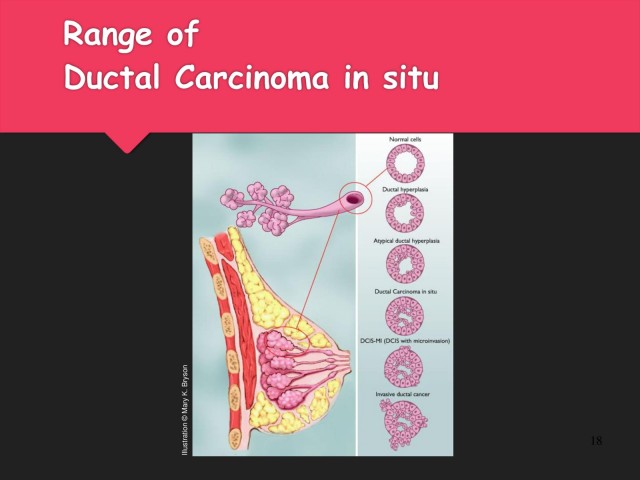 Range of
Ductal Carcinoma in situ
Normal cells
Ductal hyperplasia
Atypical ductal hyperplasia
Ductal Carcinoma in situ
DCIS-MI (DCIS with microinvasion)
Invasive ductal cancer
Illustration © Mary K. Bryson
18